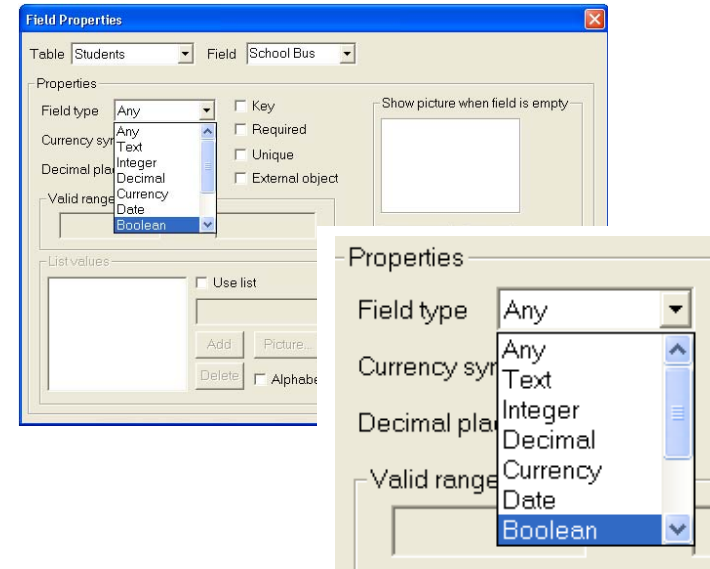 Field Properties
Table Students Field School Bus
Properties
Field type Any
Any
Text
Integer
Decimal
Currency
Date
Boolean
Currency syr
Decimal pla
Valid range
Key
Required
Unique
External object
Show picture when field is empty
List values
Use list
Add Picture...
Delete Alphabe
Properties
Field type Any
Any
Text
Integer
Decimal
Currency
Date
Boolean
Currency syr
Decimal pla
Valid range